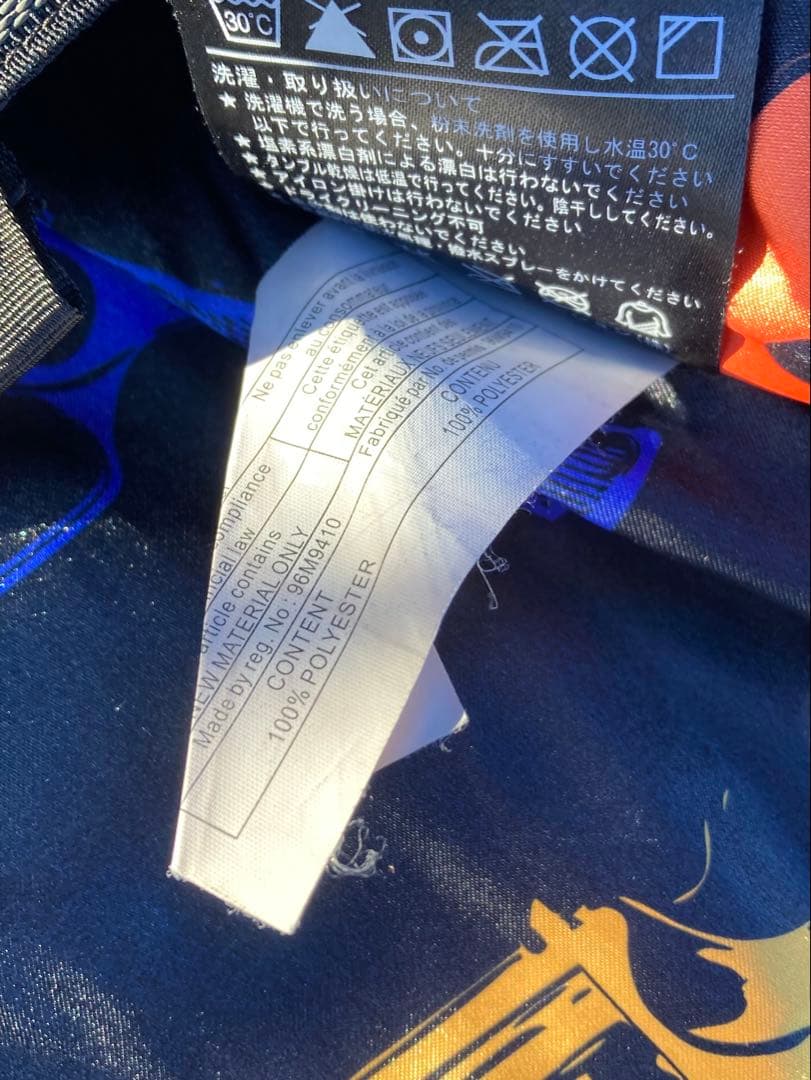 30°C
洗濯・取り扱いについて
★ 洗濯機で洗う場合、粉末洗剤を使用し水温30°C
以下で行ってください。十分にすすいでください
★ 塩素系漂白剤による漂白は行わないでください
★ タンブル乾燥は低温で行ってください。陰干ししてください。
アイロン掛けは行わないでください
ドライクリーニング不可
は使わないでください
撥水スプレーをかけてください
Ne pas enlever avant la
au consommateur
Cette étiquette est apposée
conformément à la loi de
Cet article contient des
MATERIAUX NEUFS SEULEMENT
Fabriqué par No. de permis
CONTENU
100% POLYESTER
compliance
law
article contains
NEW MATERIAL ONLY
Made by reg. No.: 96M9410
CONTENT
100% POLYESTER